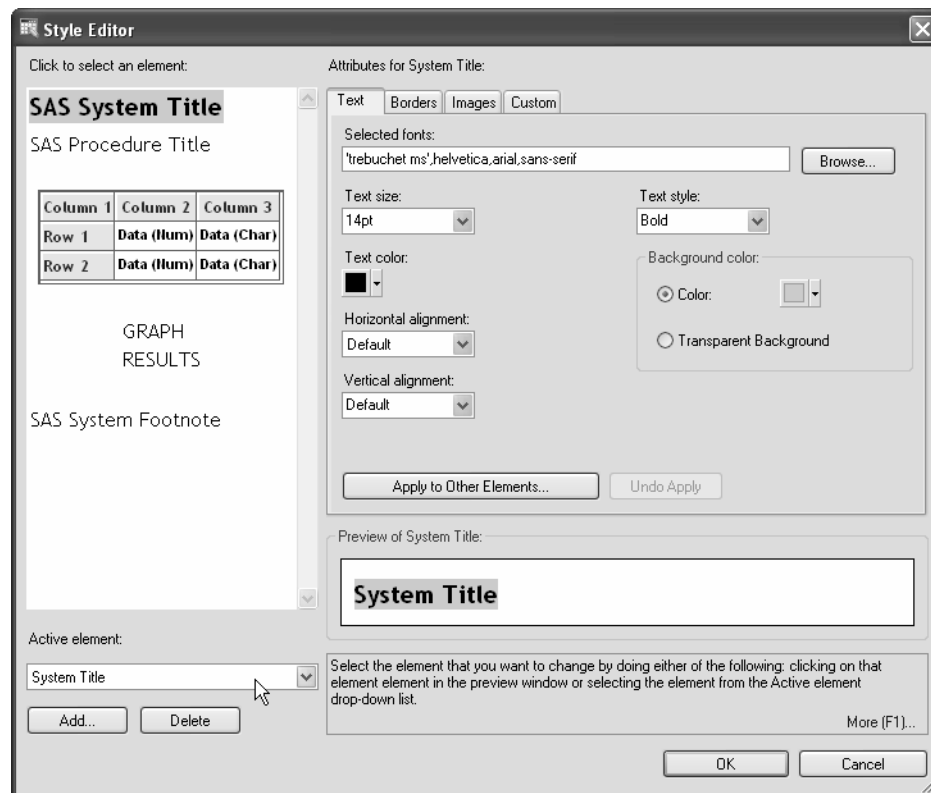 Style Editor
Click to select an element:
SAS System Title
SAS Procedure Title
Column 1 Column 2 Column 3
Row 1 Data (Num) Data (Char)
Row 2 Data (Num) Data (Char)
GRAPH
RESULTS
SAS System Footnote
Active element:
System Title
Add... Delete
Attributes for System Title:
Text Borders Images Custom
Selected fonts:
'trebuchet ms',helvetica,arial,sans-serif Browse...
Text size: Text style:
14pt Bold
Text color: Background color:
Color:
Horizontal alignment:
Default Transparent Background
Vertical alignment:
Default
Apply to Other Elements... Undo Apply
Preview of System Title:
System Title
Select the element that you want to change by doing either of the following: clicking on that
element element in the preview window or selecting the element from the Active element
drop-down list.
More (F1)...
OK Cancel